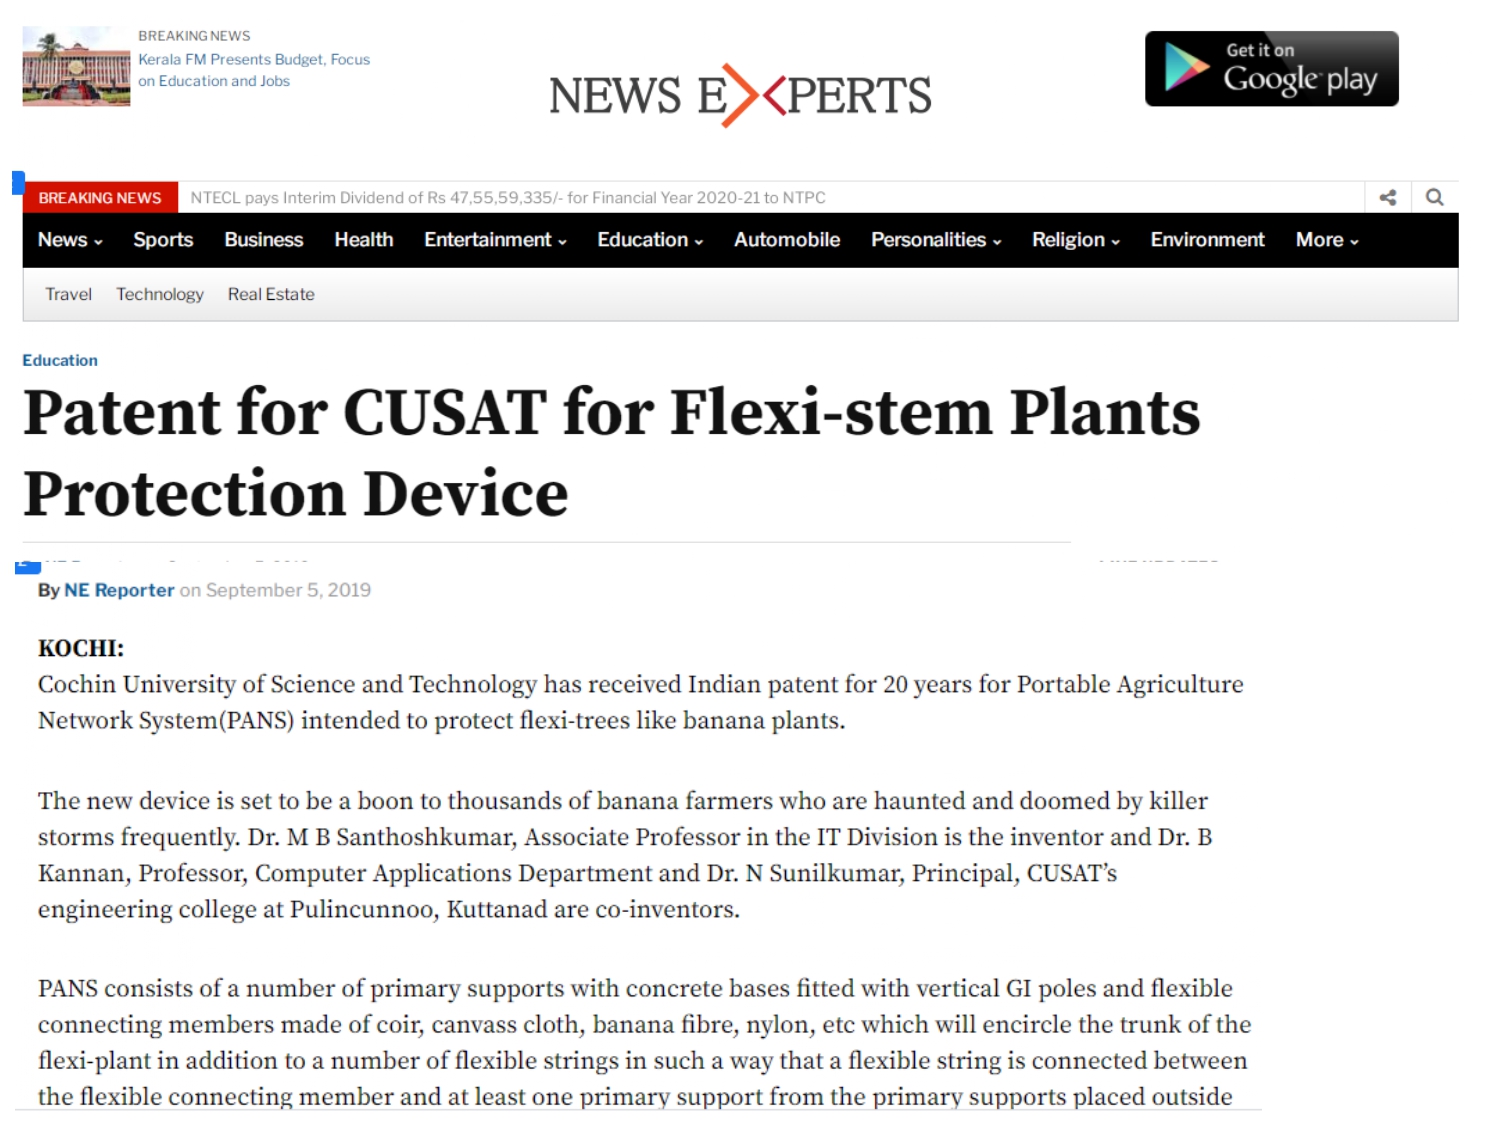 BREAKING NEWS
Kerala FM Presents Budget, Focus
on Education and Jobs
NEWS EXPERTS
Get it on
Google play
BREAKING NEWS NTECL pays Interim Dividend of Rs 47,55,59,335/- for Financial Year 2020-21 to NTPC
News Sports Business Health Entertainment Education Automobile Personalities Religion Environment More
Travel Technology Real Estate
Education
Patent for CUSAT for Flexi-stem Plants
Protection Device
By NE Reporter on September 5, 2019
KOCHI:
Cochin University of Science and Technology has received Indian patent for 20 years for Portable Agriculture
Network System(PANS) intended to protect flexi-trees like banana plants.
The new device is set to be a boon to thousands of banana farmers who are haunted and doomed by killer
storms frequently. Dr. M B Santhoshkumar, Associate Professor in the IT Division is the inventor and Dr. B
Kannan, Professor, Computer Applications Department and Dr. N Sunilkumar, Principal, CUSAT’s
engineering college at Pulincunnoo, Kuttanad are co-inventors.
PANS consists of a number of primary supports with concrete bases fitted with vertical GI poles and flexible
connecting members made of coir, canvass cloth, banana fibre, nylon, etc which will encircle the trunk of the
flexi-plant in addition to a number of flexible strings in such a way that a flexible string is connected between
the flexible connecting member and at least one primary support from the primary supports placed outside